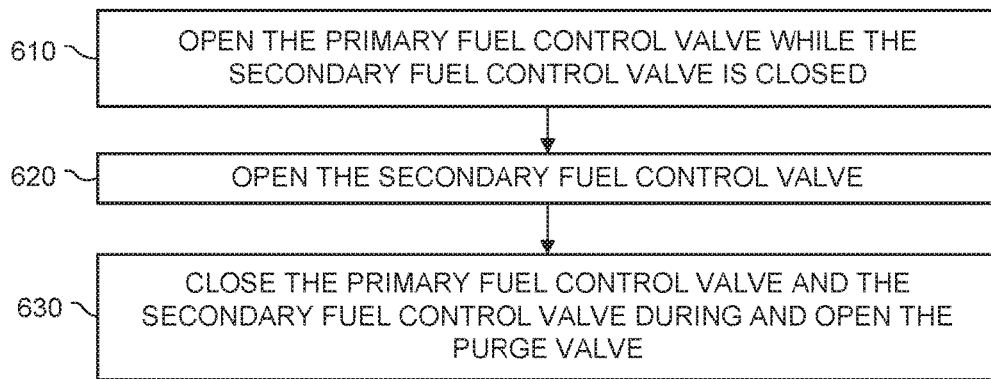 610
OPEN THE PRIMARY FUEL CONTROL VALVE WHILE THE
SECONDARY FUEL CONTROL VALVE IS CLOSED
620
OPEN THE SECONDARY FUEL CONTROL VALVE
630
CLOSE THE PRIMARY FUEL CONTROL VALVE AND THE
SECONDARY FUEL CONTROL VALVE DURING AND OPEN THE
PURGE VALVE